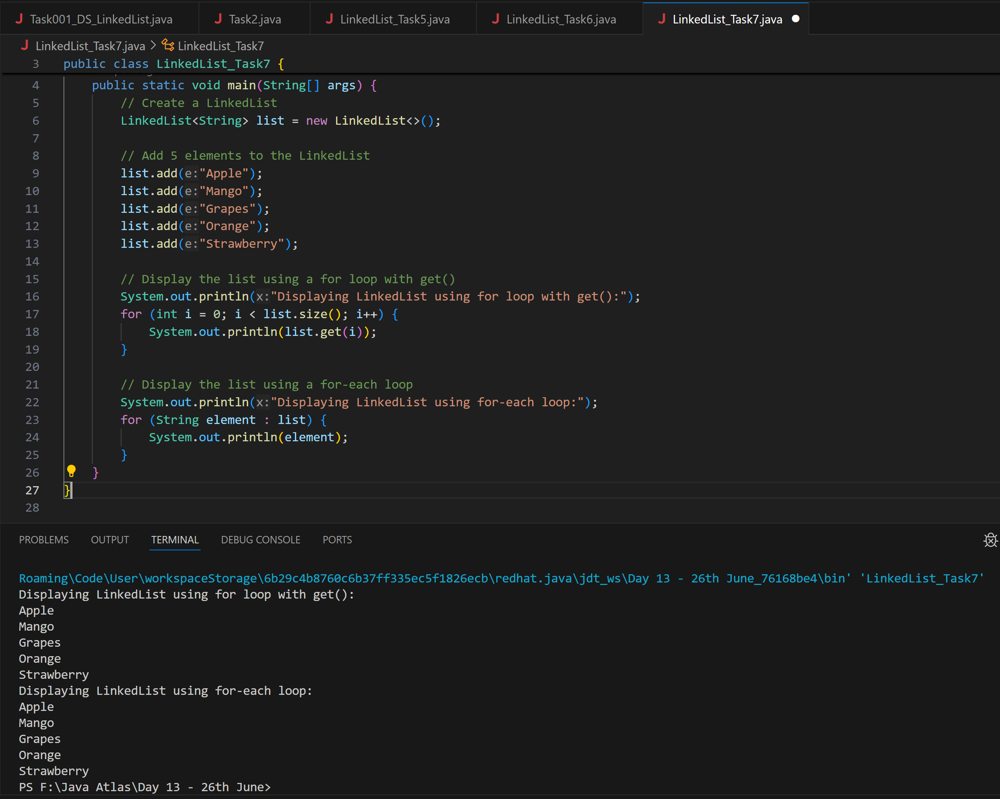 Task001_DS_LinkedList.java Task2.java LinkedList_Task5.java LinkedList_Task6.java LinkedList_Task7.java
LinkedList_Task7.java > LinkedList_Task7
3 public class LinkedList_Task7 {
4 public static void main(String[] args) {
5 // Create a LinkedList
6 LinkedList<String> list = new LinkedList<>();
7
8 // Add 5 elements to the LinkedList
9 list.add(e:"Apple");
10 list.add(e:"Mango");
11 list.add(e:"Grapes");
12 list.add(e:"Orange");
13 list.add(e:"Strawberry");
14
15 // Display the list using a for loop with get()
16 System.out.println(x:"Displaying LinkedList using for loop with get():");
17 for (int i = 0; i < list.size(); i++) {
18 System.out.println(list.get(i));
19 }
20
21 // Display the list using a for-each loop
22 System.out.println(x:"Displaying LinkedList using for-each loop:");
23 for (String element : list) {
24 System.out.println(element);
25 }
26 }
27 }
28
PROBLEMS OUTPUT TERMINAL DEBUG CONSOLE PORTS
Roaming\Code\User\workspaceStorage\6b29c4b8760c6b37ff335ec5f1826ecb\redhat.java\jdt_ws\Day 13 - 26th June_76168be4\bin' 'LinkedList_Task7'
Displaying LinkedList using for loop with get():
Apple
Mango
Grapes
Orange
Strawberry
Displaying LinkedList using for-each loop:
Apple
Mango
Grapes
Orange
Strawberry
PS F:\Java Atlas\Day 13 - 26th June>